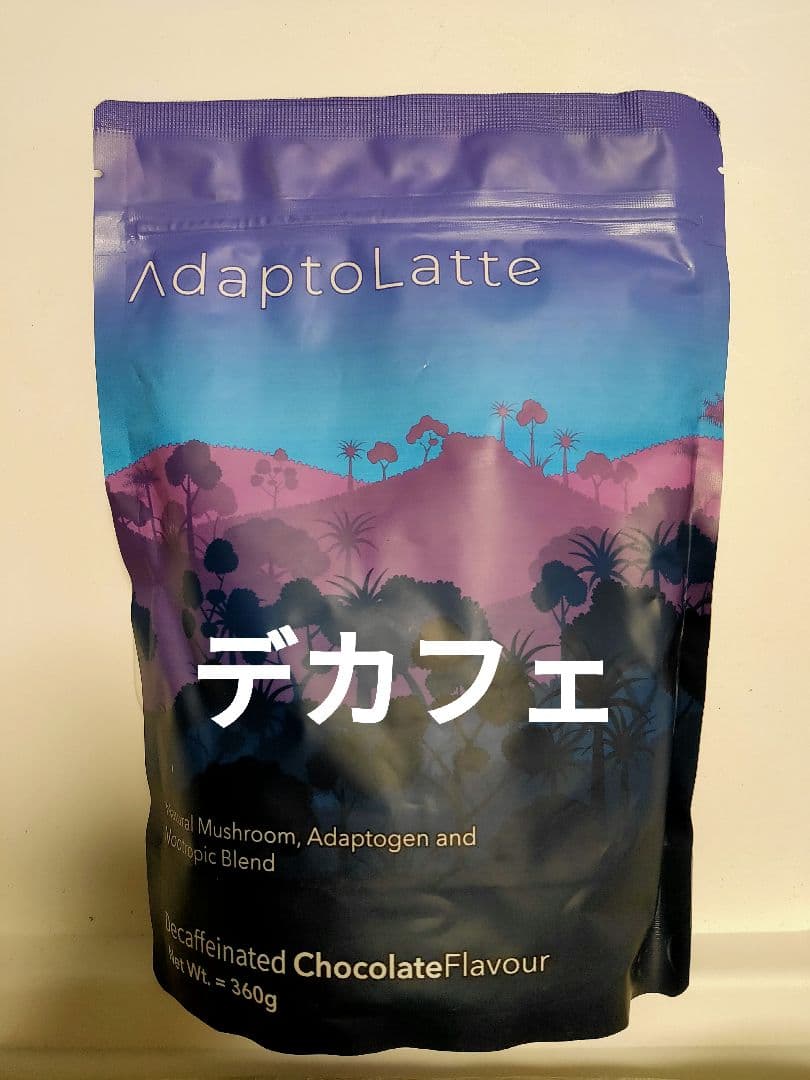 AdaptoLatte
デカフェ
Natural Mushroom, Adaptogen and
Nootropic Blend
Decaffeinated ChocolateFlavour
Net Wt. = 360g